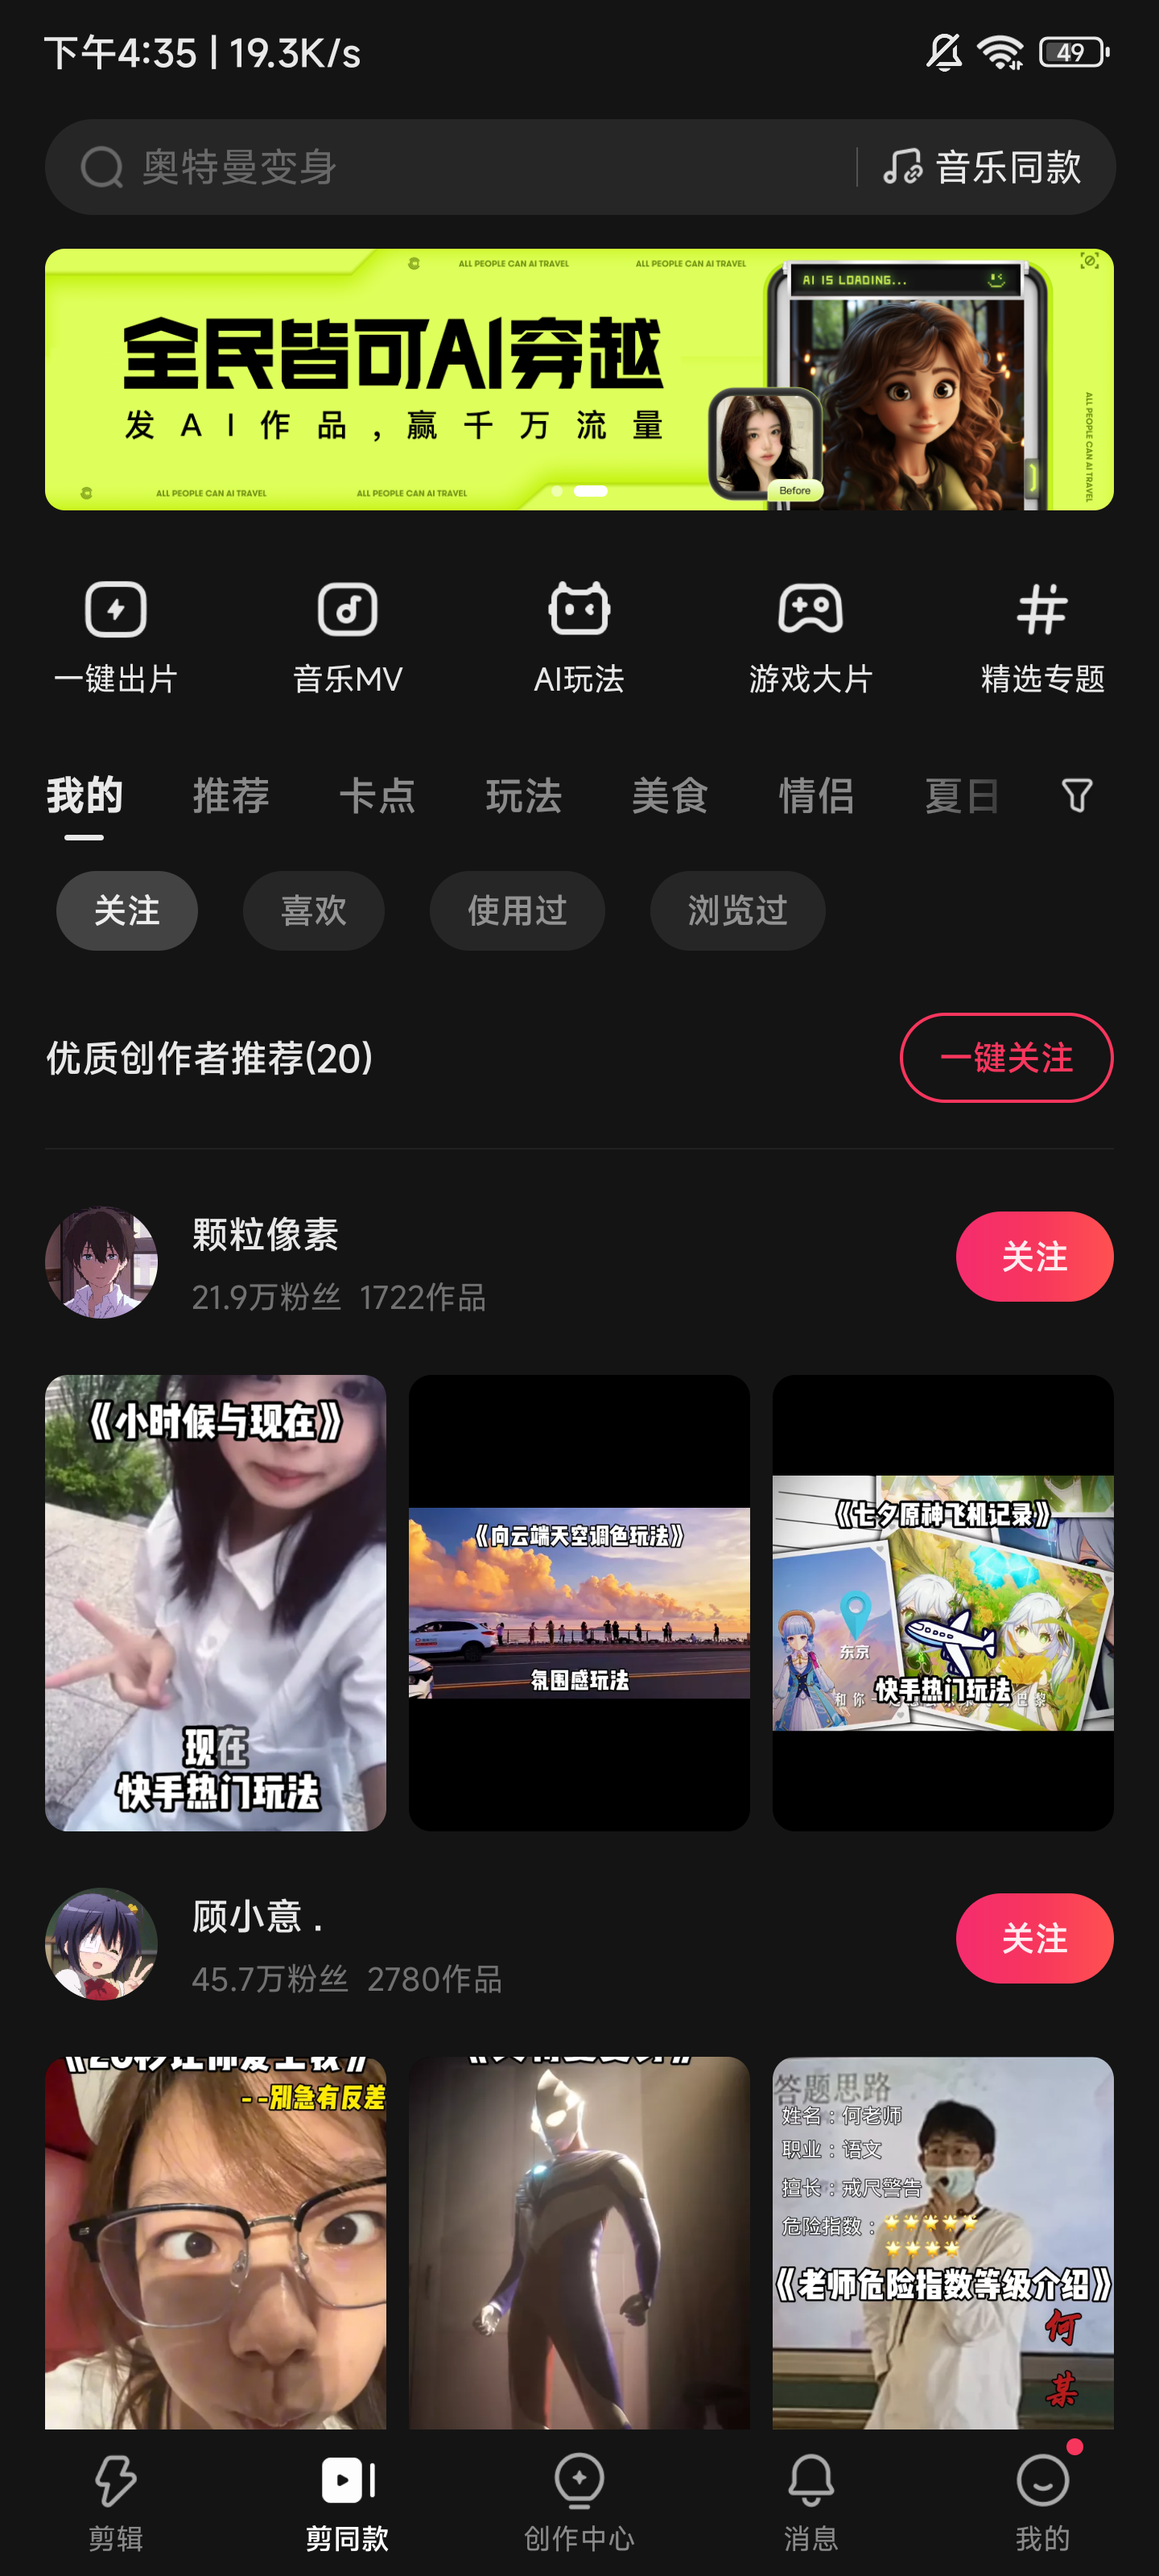 下午4:35 | 19.3K/s
49
奥特曼变身
音乐同款
ALL PEOPLE CAN AI TRAVEL
ALL PEOPLE CAN AI TRAVEL
AI IS LOADING...
全民皆可AI穿越
发AI作品,赢千万流量
ALL PEOPLE CAN AI TRAVEL
Before
ALL PEOPLE CAN AI TRAVEL
ALL PEOPLE CAN AI TRAVEL
一键出片
音乐MV
AI玩法
游戏大片
精选专题
我的
推荐
卡点
玩法
美食
情侣
夏日
关注
喜欢
使用过
浏览过
优质创作者推荐(20)
一键关注
颗粒像素
21.9万粉丝 1722作品
关注
《小时候与现在》
现在
快手热门玩法
《向云端天空调色玩法》
氛围感玩法
《七夕原神飞机记录》
东京
快手热门玩法
和你
巴黎
顾小意 .
45.7万粉丝 2780作品
关注
--别急有反差
答题思路
姓名：何老师
职业：语文
擅长：戒尺警告
危险指数：
《老师危险指数等级介绍》
何
某
剪辑
剪同款
创作中心
消息
我的